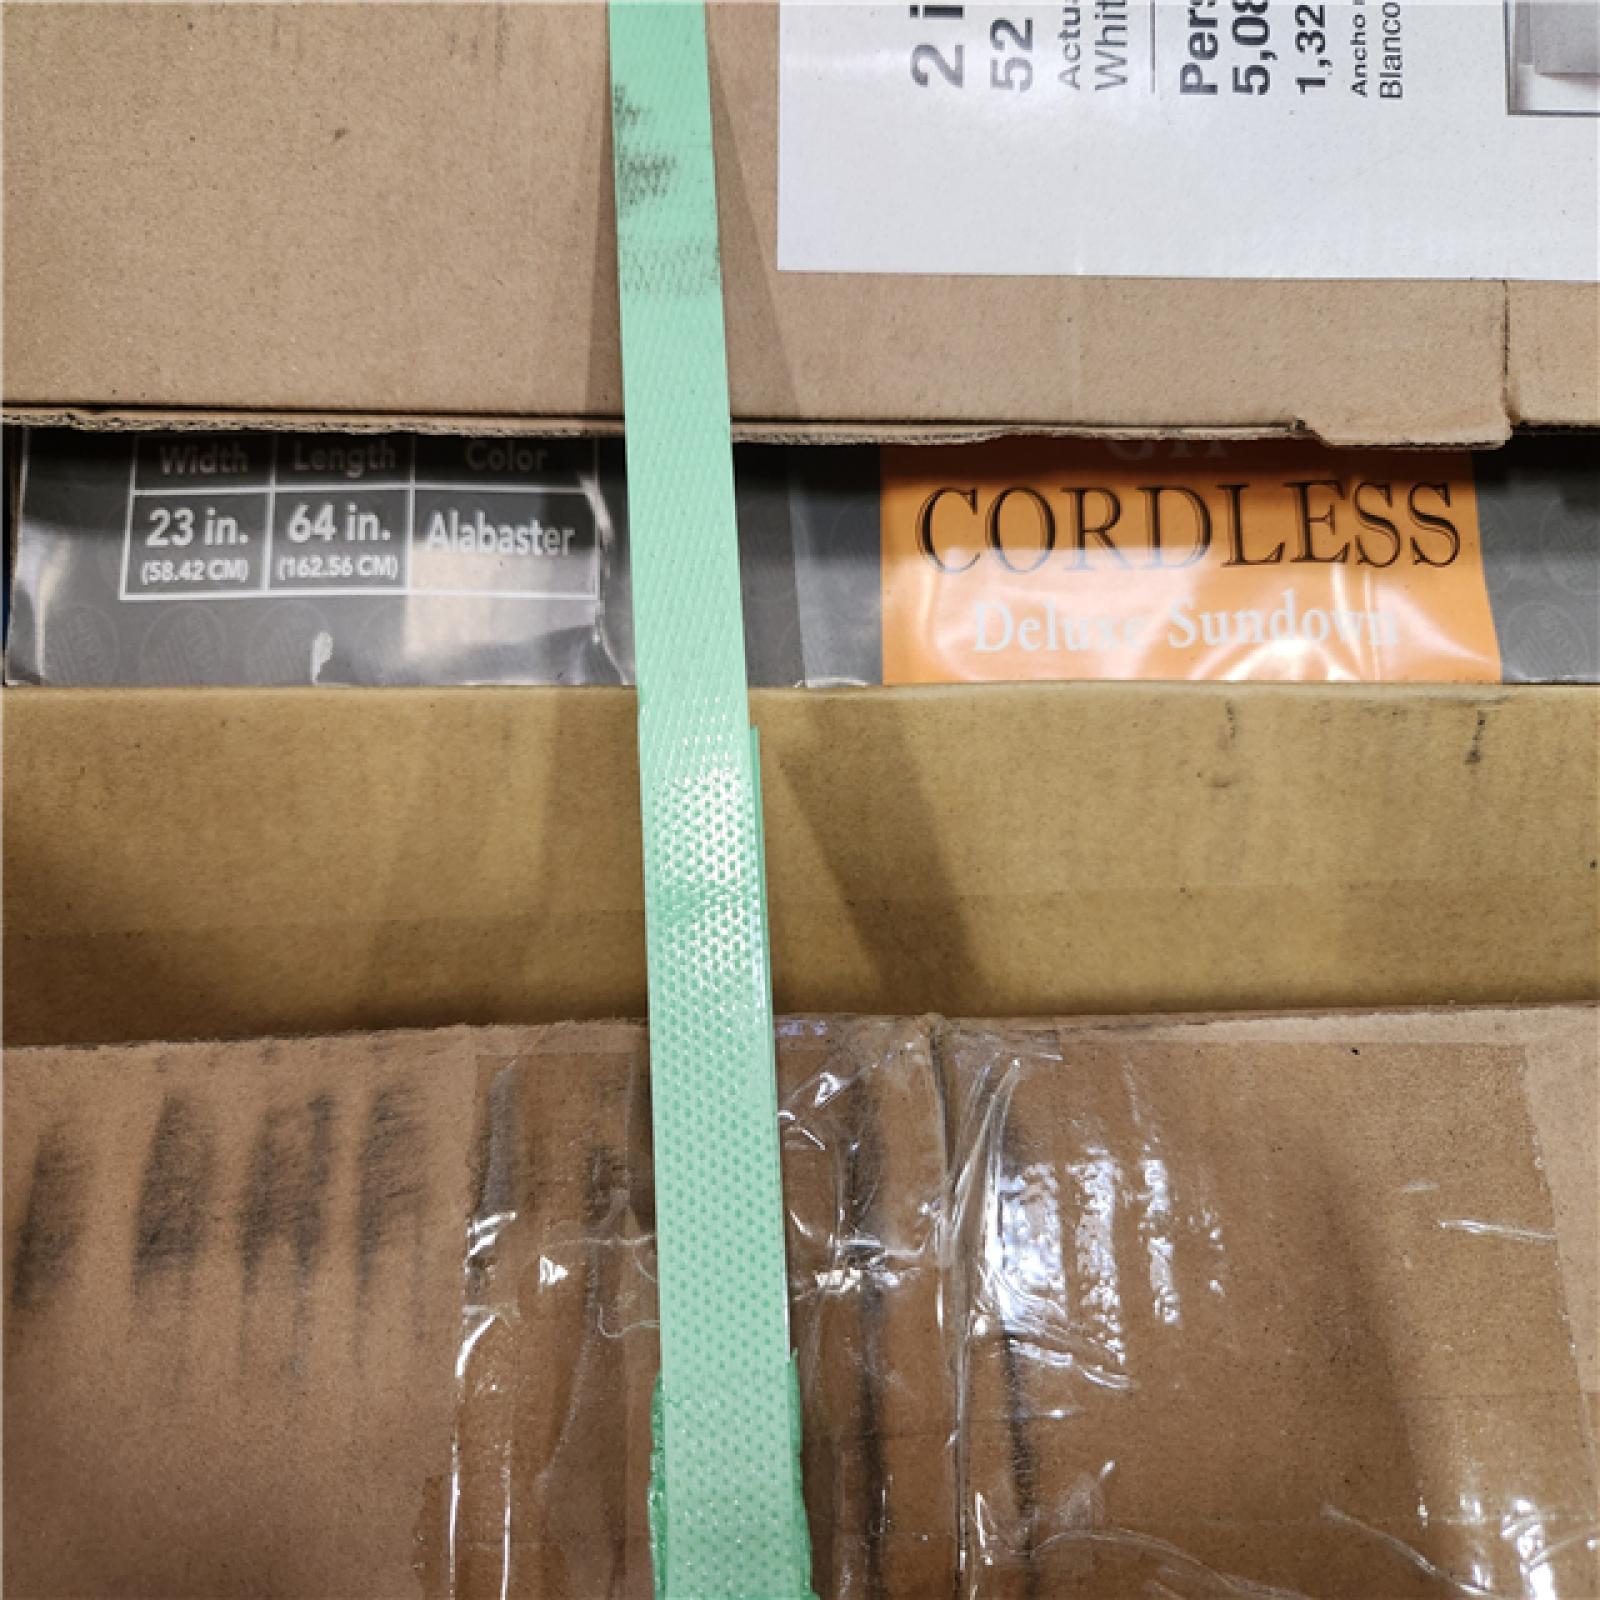 2 i
52
Actua
Whit
Pers
5,08
1,32
Ancho
Blanco
Width Length Color
23 in. 64 in. Alabaster
(58.42 CM) (162.56 CM)
CORDLESS
Deluxe Sundown